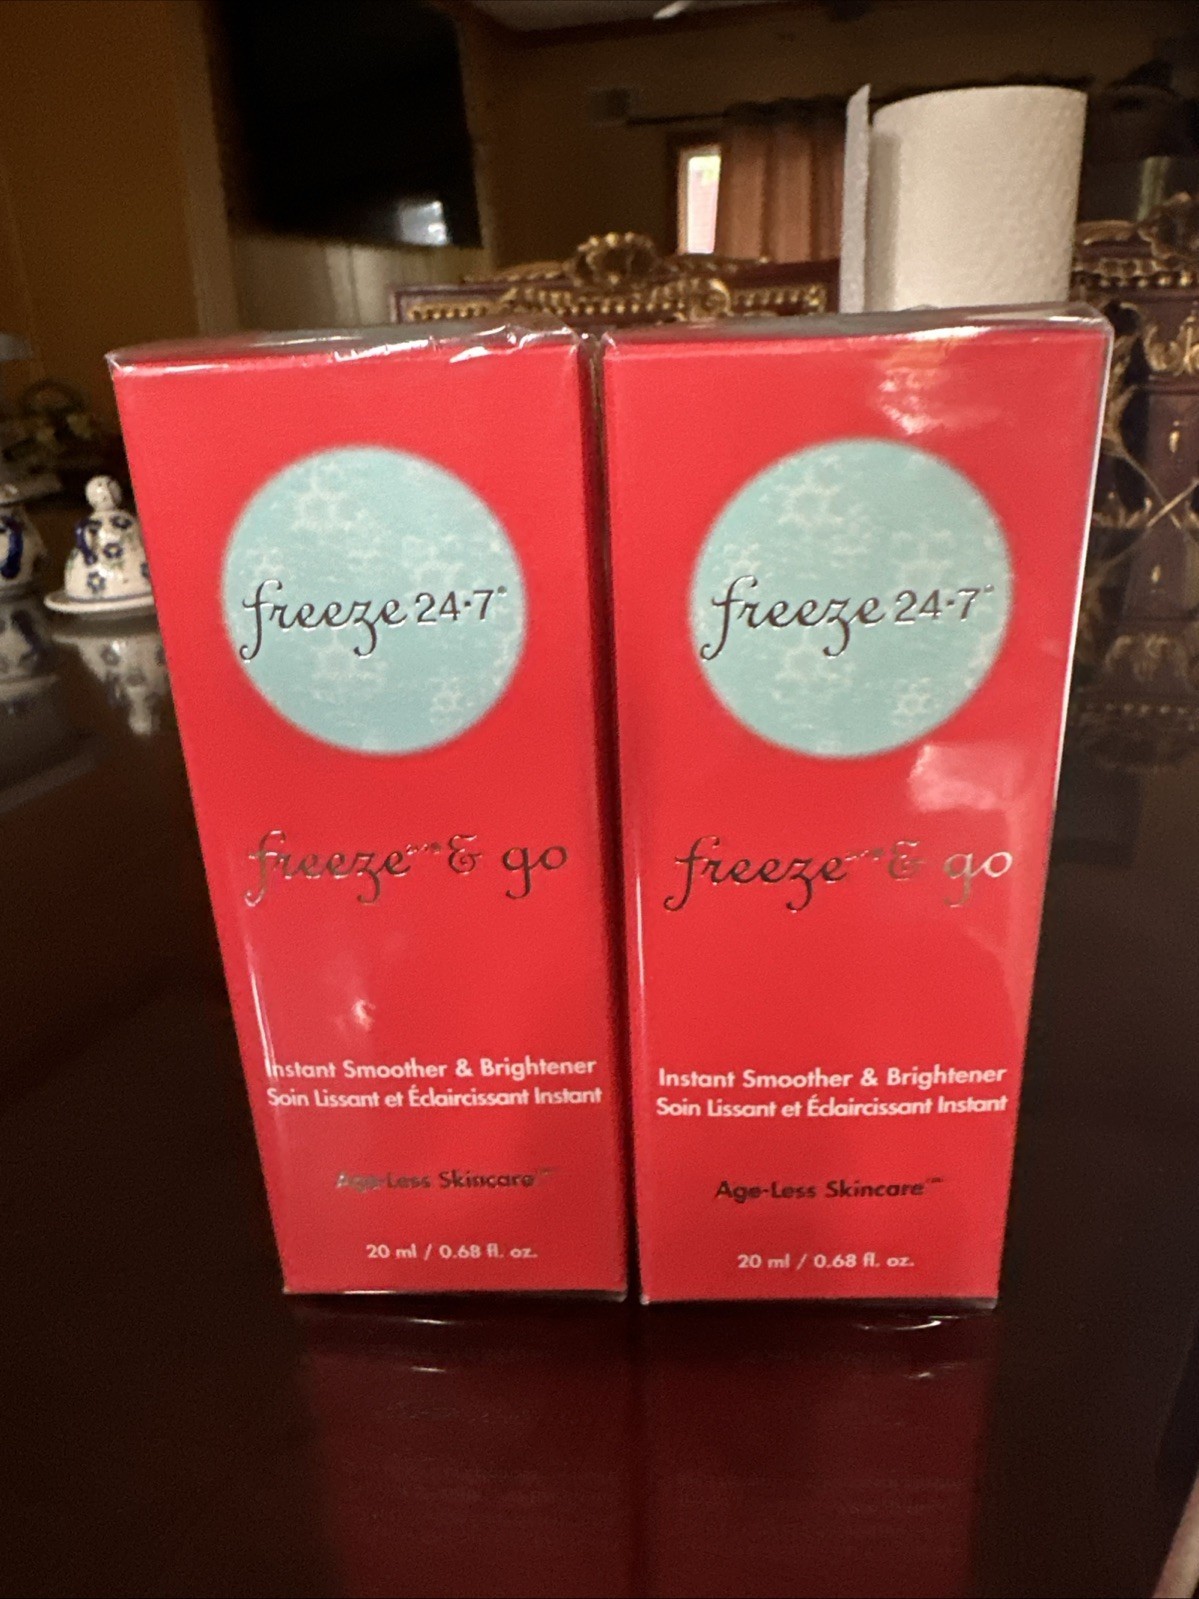 freeze 24·7®
freeze & go
Instant Smoother & Brightener
Soin Lissant et Éclaircissant Instant
Age-Less Skincare™
20 ml / 0.68 fl. oz.
freeze 24·7®
freeze & go
Instant Smoother & Brightener
Soin Lissant et Éclaircissant Instant
Age-Less Skincare™
20 ml / 0.68 fl. oz.